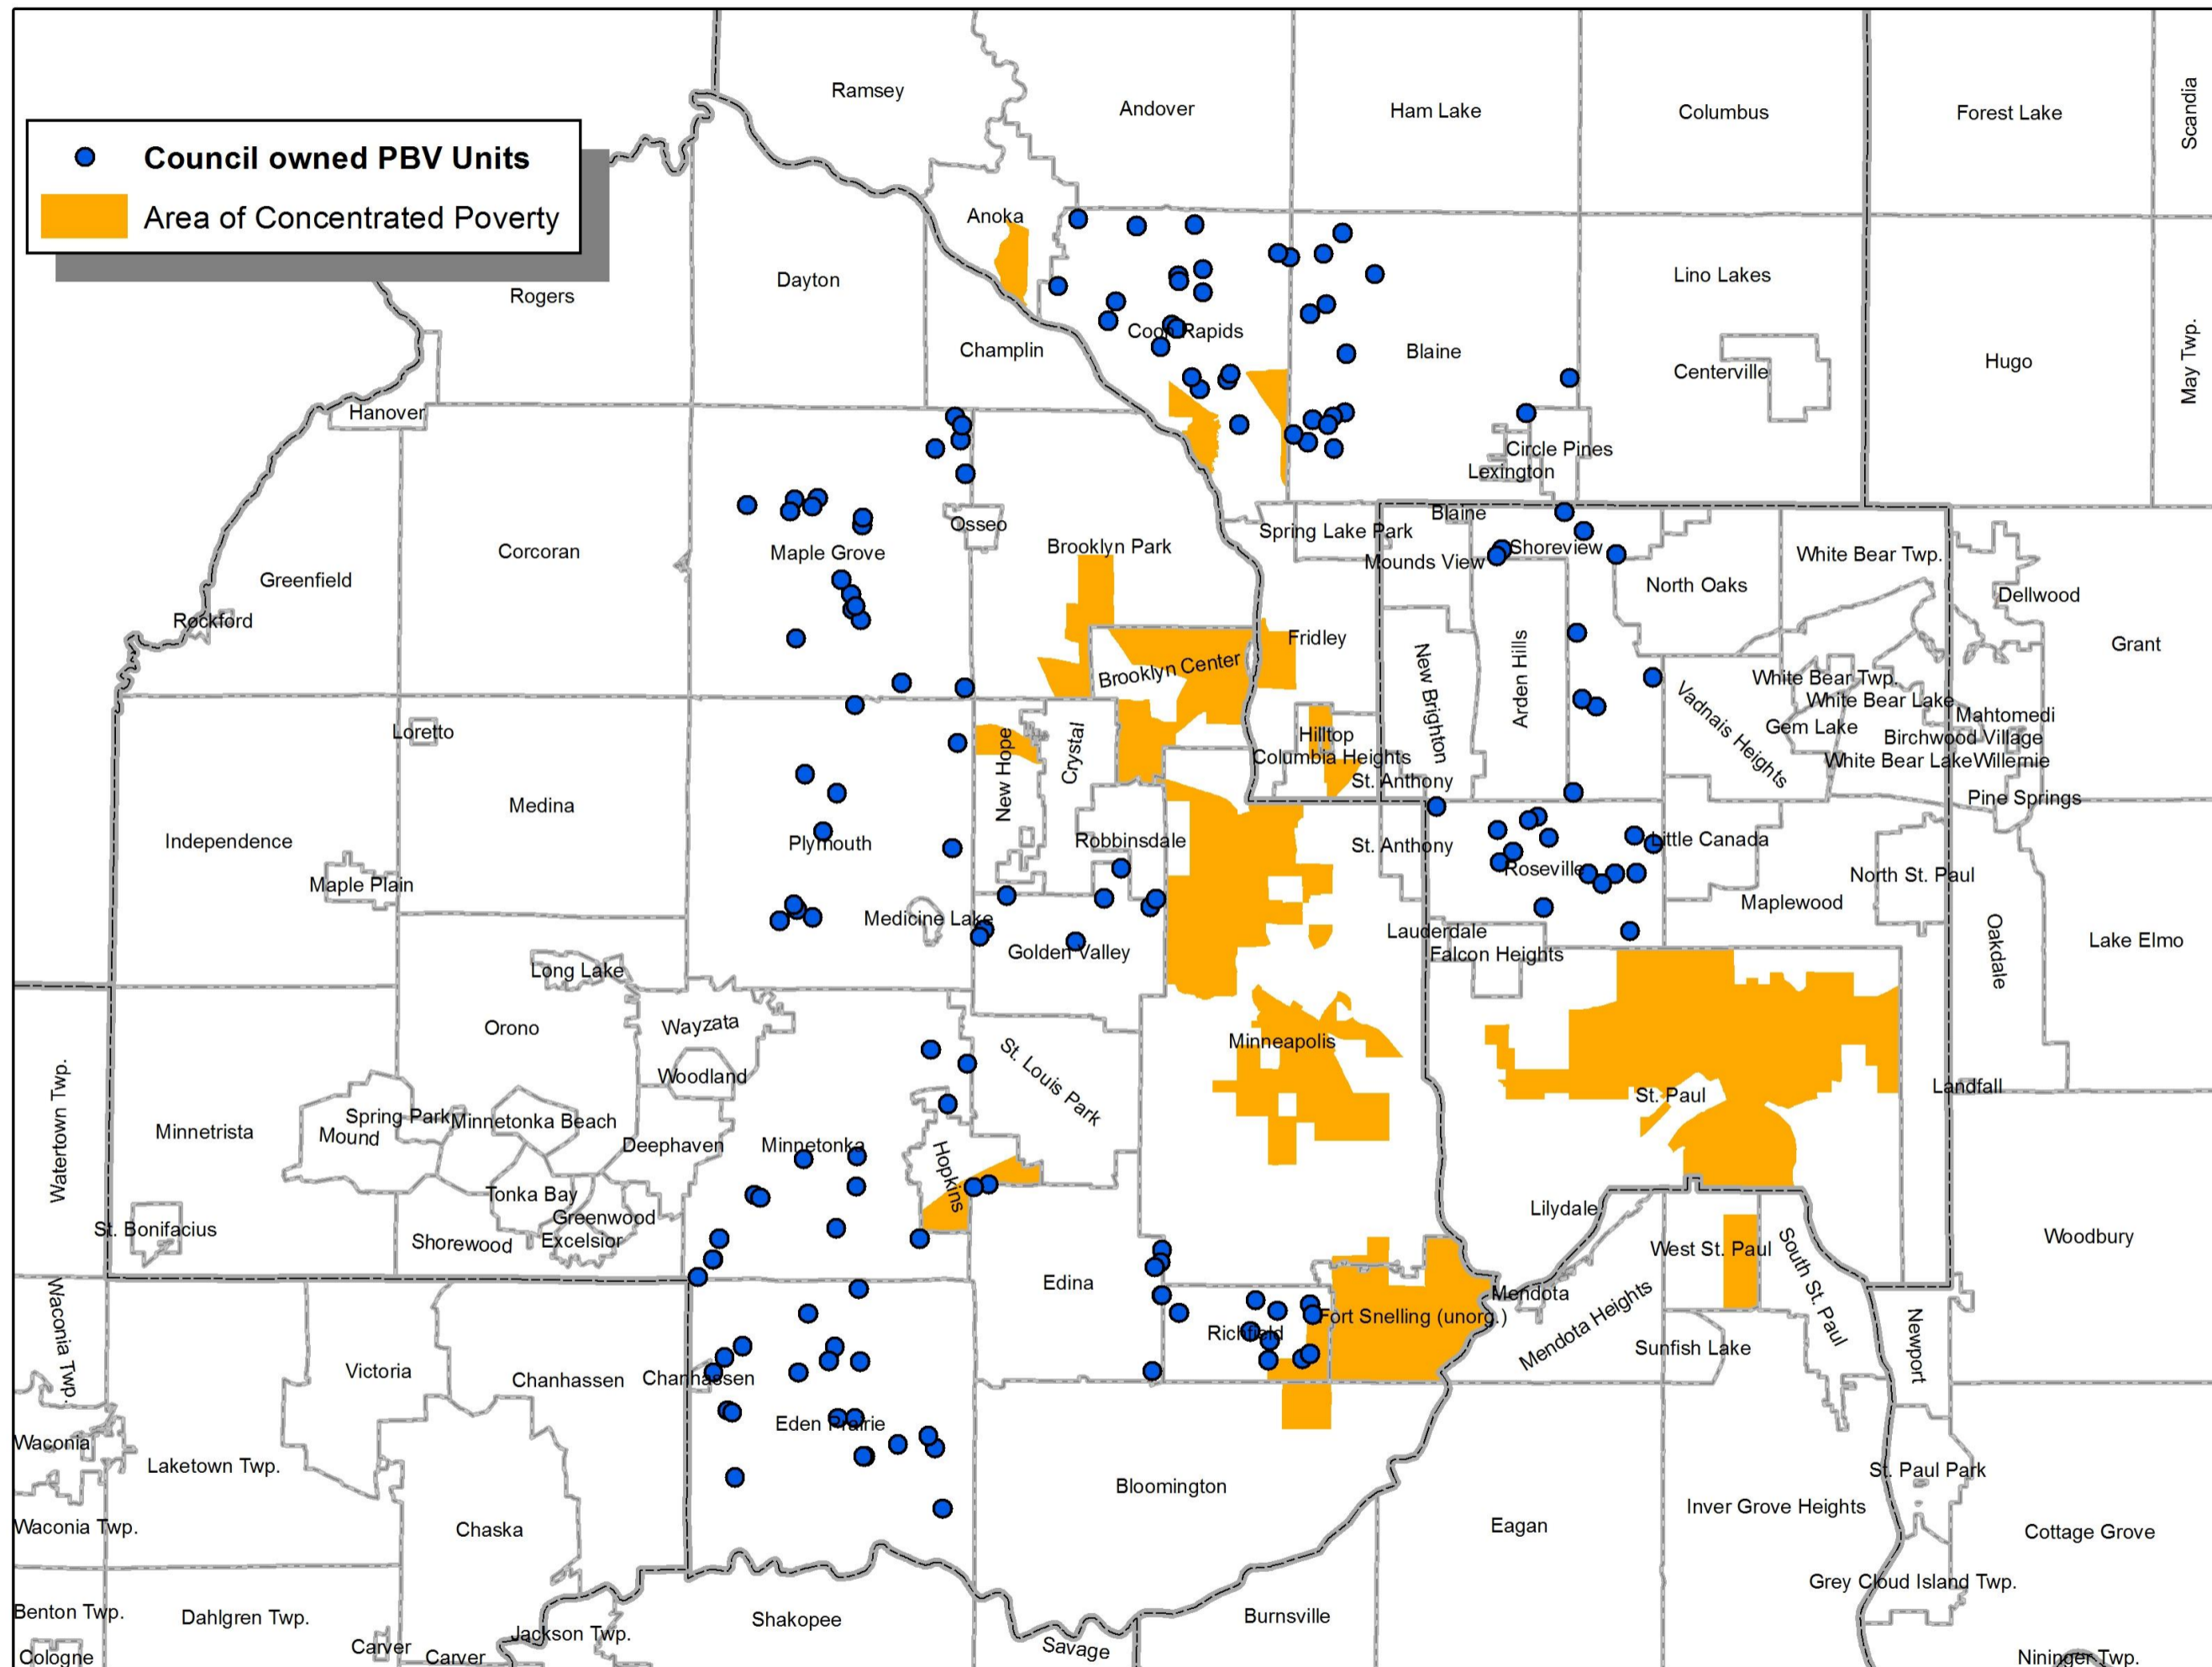 Ramsey
Andover
Ham Lake
Columbus
Forest Lake
Scandia
Council owned PBV Units
Area of Concentrated Poverty
Anoka
Rogers
Dayton
Lino Lakes
Champlin
Coon Rapids
Blaine
Centerville
Hugo
May Twp.
Hanover
Circle Pines
Lexington
Corcoran
Maple Grove
Osseo
Brooklyn Park
Spring Lake Park
Blaine
Mounds View
Shoreview
North Oaks
White Bear Twp.
Dellwood
Greenfield
Rockford
Brooklyn Center
Fridley
New Brighton
Arden Hills
Grant
White Bear Twp.
White Bear Lake
Vadnais Heights
Gem Lake
Mahtomedi
Birchwood Village
White Bear Lake
Willernie
Pine Springs
Loretto
New Hope
Crystal
Hilltop
Columbia Heights
St. Anthony
Medina
Independence
Plymouth
Robbinsdale
St. Anthony
Roseville
Little Canada
Maple Plain
North St. Paul
Maplewood
Medicine Lake
Golden Valley
Lauderdale
Falcon Heights
Oakdale
Lake Elmo
Long Lake
Orono
Wayzata
Woodland
St. Louis Park
Minneapolis
St. Paul
Landfall
Watertown Twp.
Minnetrista
Spring Park
Mound
Minnetonka Beach
Deephaven
Minnetonka
Hopkins
Tonka Bay
Greenwood
Excelsior
Shorewood
St. Bonifacius
Lilydale
West St. Paul
South St. Paul
Woodbury
Edina
Waconia Twp.
Richfield
Fort Snelling (unorg.)
Mendota
Mendota Heights
Sunfish Lake
Newport
Victoria
Chanhassen
Chanhassen
Eden Prairie
Waconia
Laketown Twp.
Bloomington
St. Paul Park
Waconia Twp.
Chaska
Eagan
Inver Grove Heights
Cottage Grove
Grey Cloud Island Twp.
Benton Twp.
Dahlgren Twp.
Jackson Twp.
Shakopee
Burnsville
Savage
Cologne
Carver
Carver
Nininger Twp.